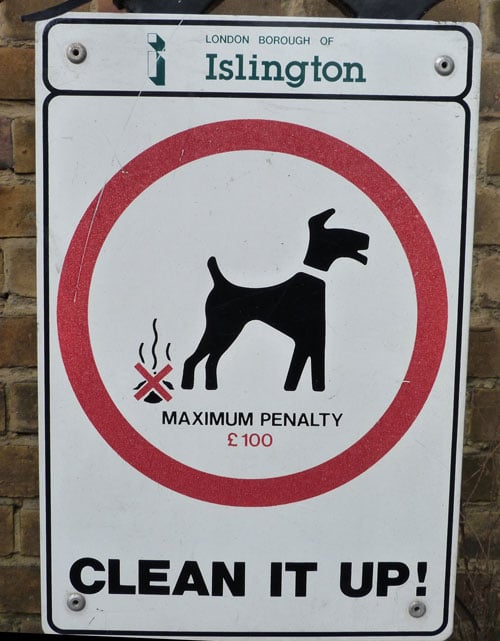 LONDON BOROUGH OF
Islington
MAXIMUM PENALTY
£100
CLEAN IT UP!